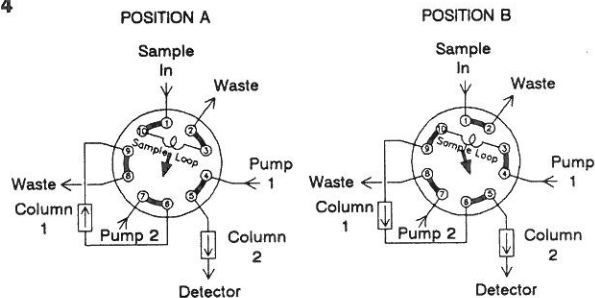 4
POSITION A
Sample
In
Waste
10
1
2
3
Sample Loop
9
8
Waste
4
Pump
1
7
6
5
Column
1
Pump 2
Column
2
Detector
POSITION B
Sample
In
Waste
10
1
2
3
Sample Loop
9
4
Pump
1
Waste
8
7
6
5
Column
1
Pump 2
Column
2
Detector